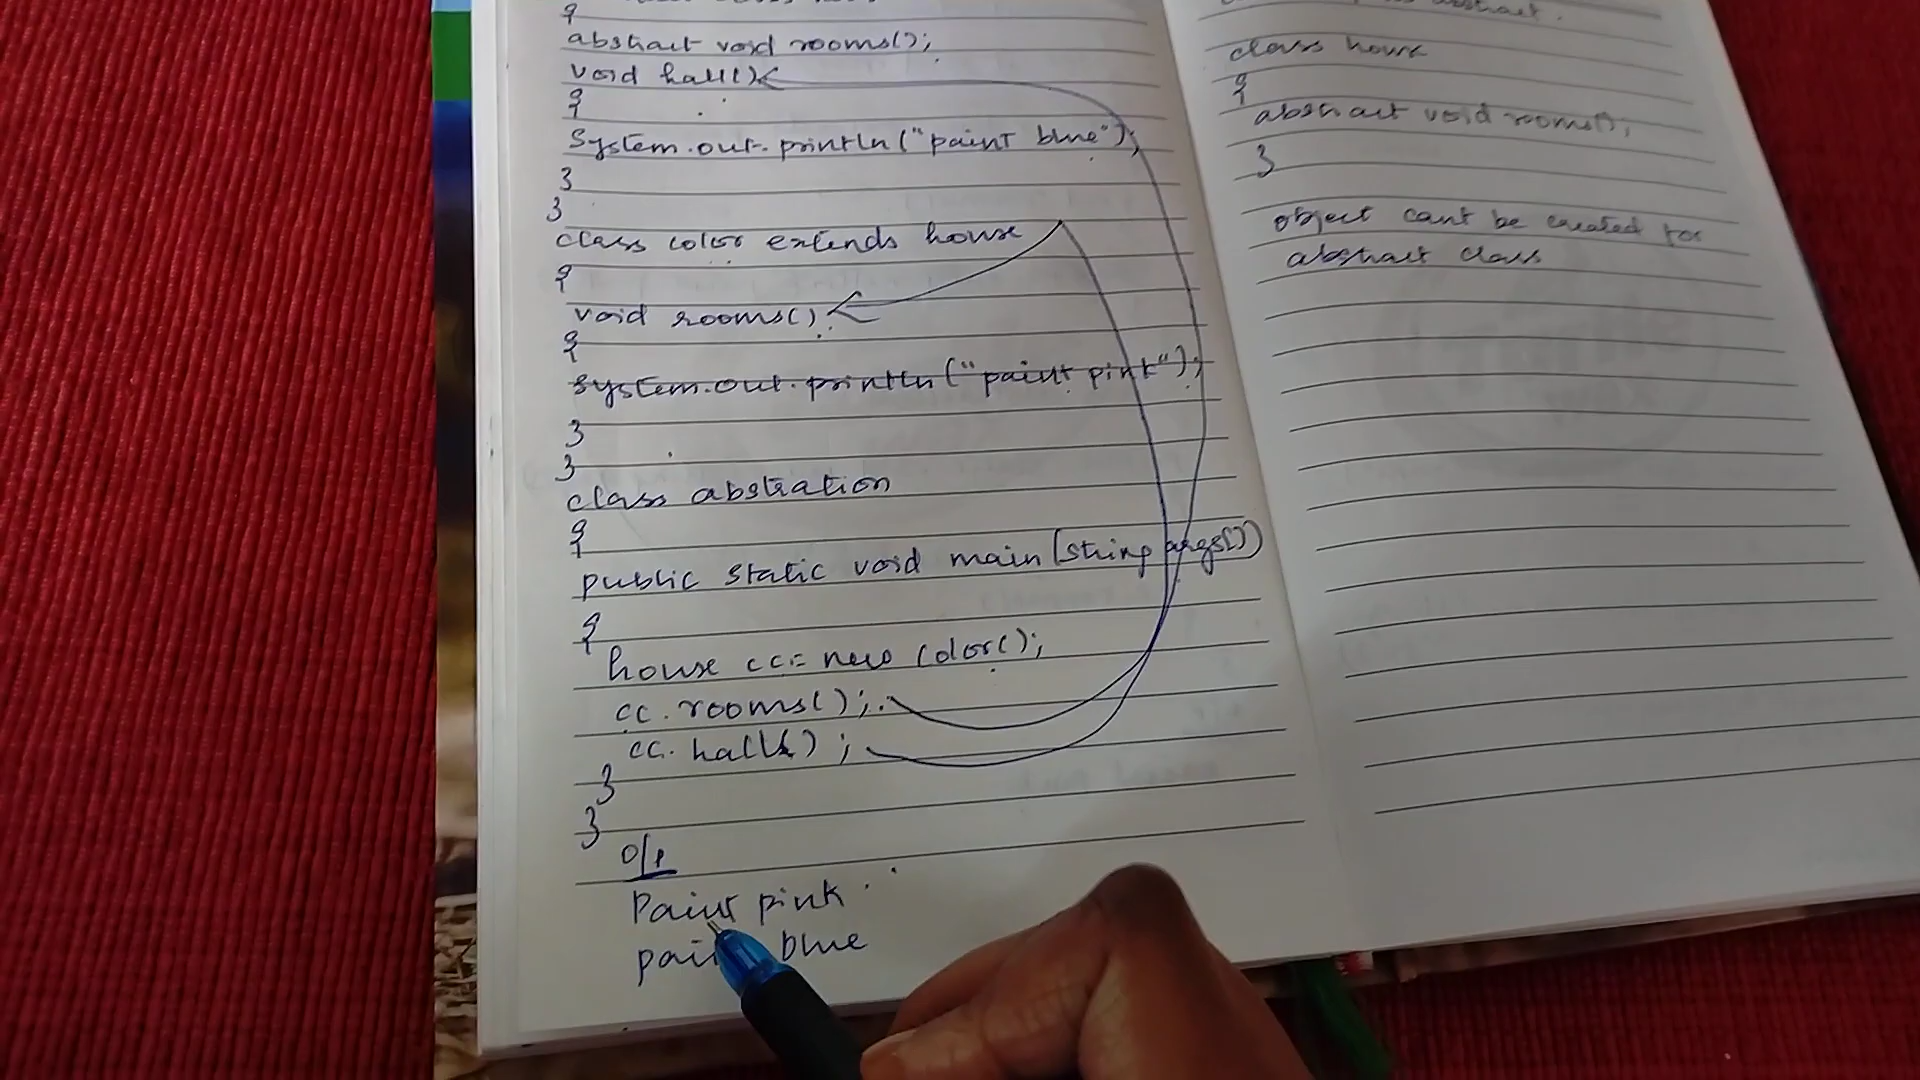 {
abstract void rooms();
void hall()
{
System.out.println("paint blue");
}
}
class color extends house
{
void rooms()
{
system.out.println("paint pink");
}
}
class abstration
{
public static void main(string args[])
{
house cc= new color();
cc.rooms();
cc.hall();
}
}
o/p
Paint pink
paint blue
abstract.
class house
{
abstract void rooms();
}
object cant be created for
abstract class